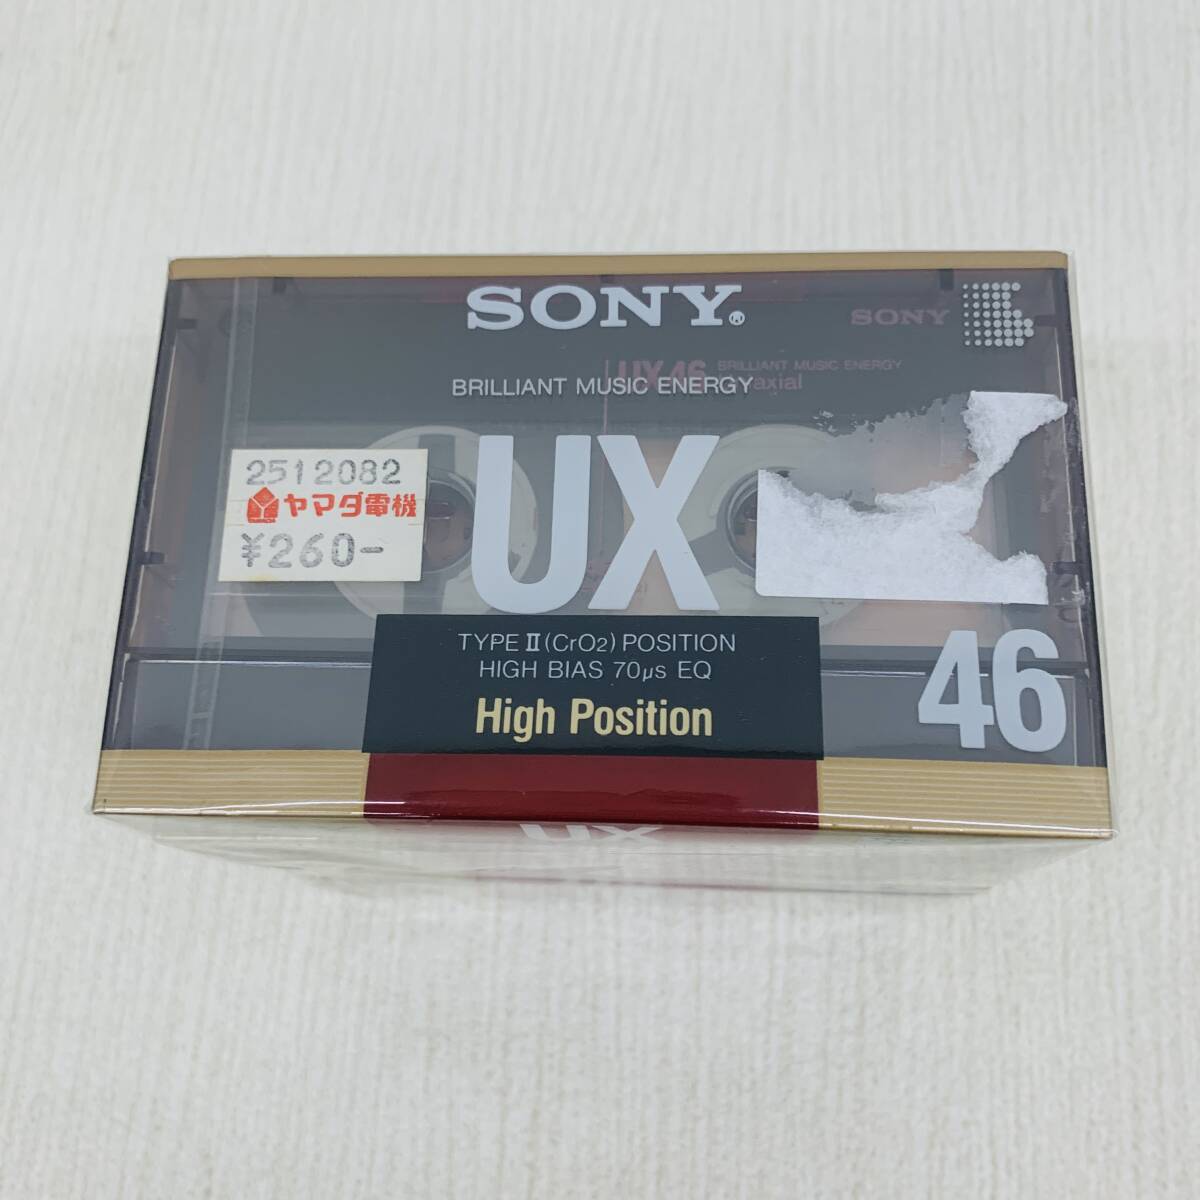 SONY®
SONY
BRILLIANT MUSIC ENERGY
UX46
BRILLIANT MUSIC ENERGY
2512082
ヤマダ電機
¥260-
UX
TYPE II (CrO2) POSITION
HIGH BIAS 70μs EQ
High Position
46
UX